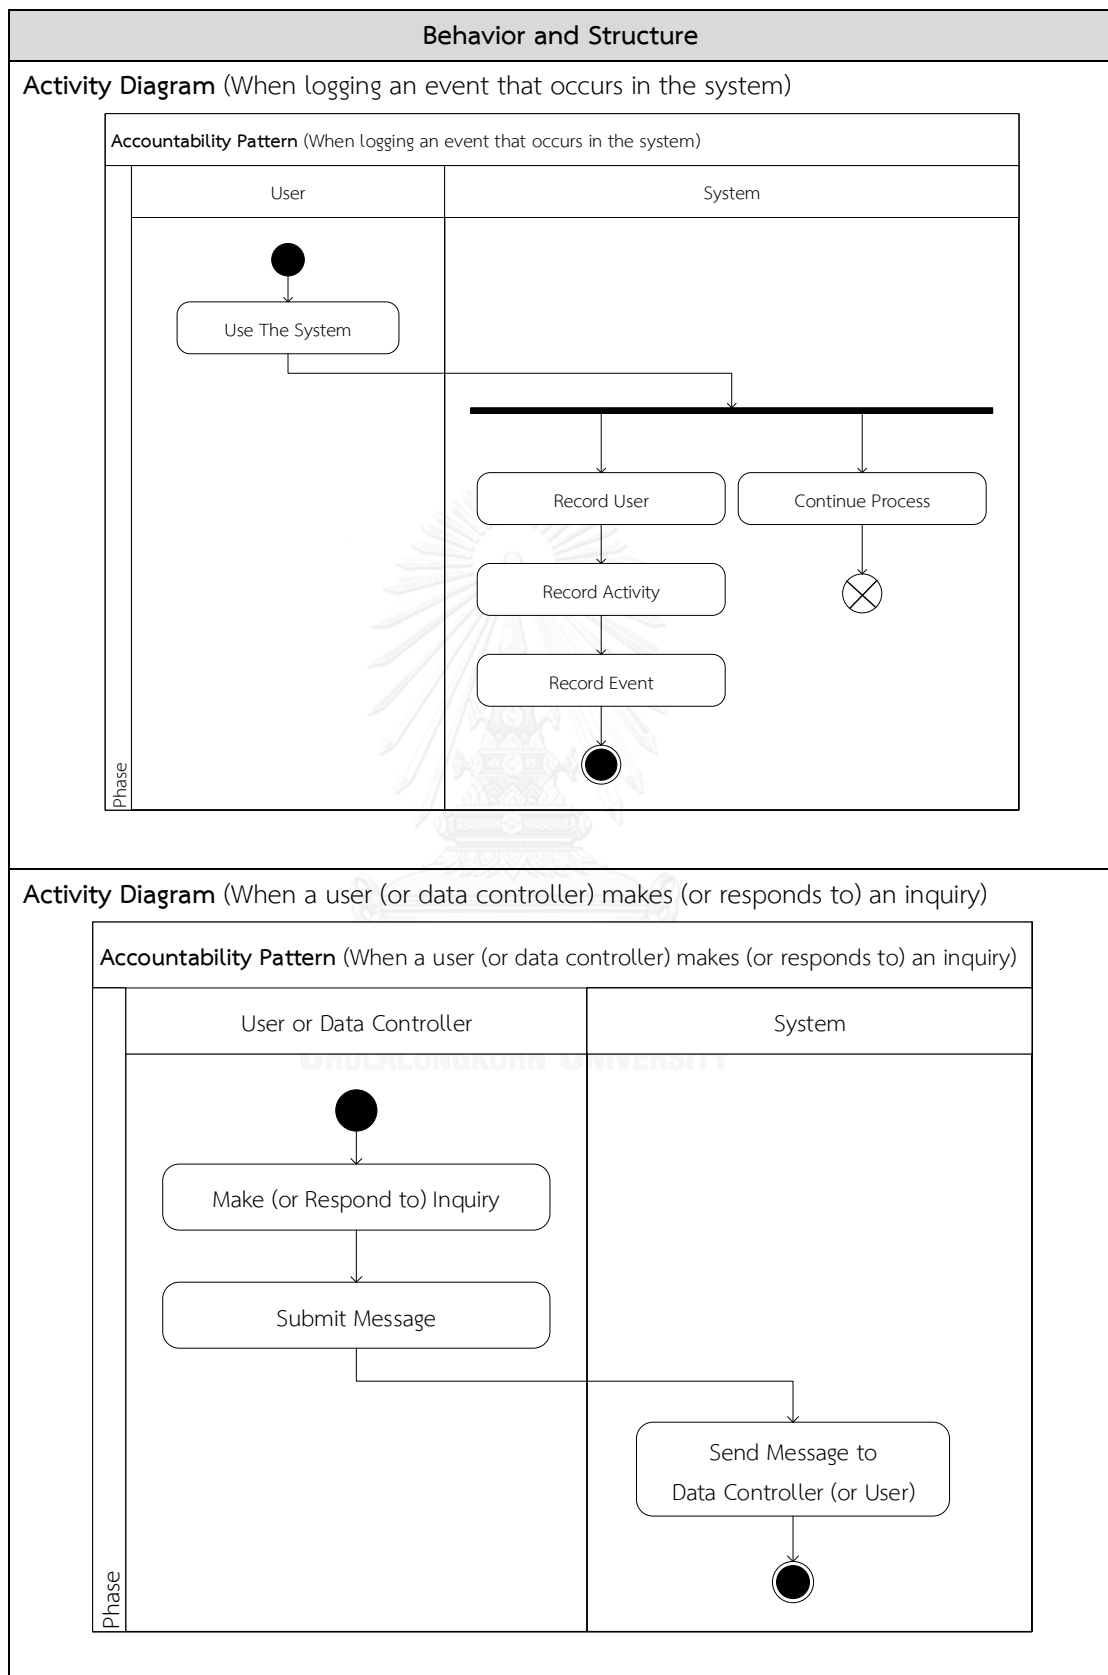 Behavior and Structure
Activity Diagram (When logging an event that occurs in the system)
Accountability Pattern (When logging an event that occurs in the system)
User
System
Use The System
Record User
Continue Process
Record Activity
Record Event
Phase
Activity Diagram (When a user (or data controller) makes (or responds to) an inquiry)
Accountability Pattern (When a user (or data controller) makes (or responds to) an inquiry)
User or Data Controller
System
CHULALONGKORN UNIVERSITY
Make (or Respond to) Inquiry
Submit Message
Send Message to
Data Controller (or User)
Phase